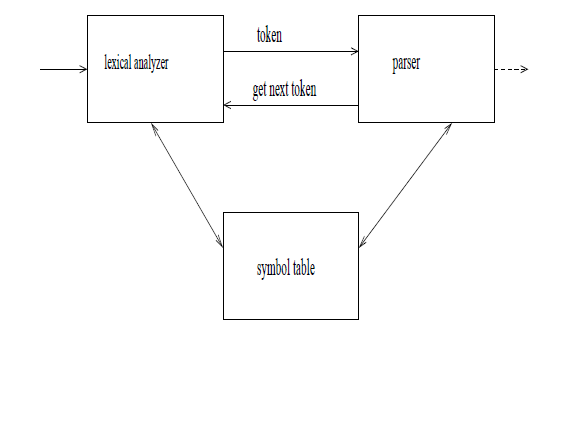 token
lexical analyzer
parser
get next token
symbol table